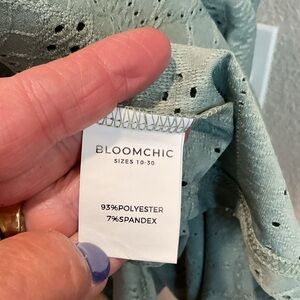 BLOOMCHIC
SIZES 10-30
93%POLYESTER
7%SPANDEX